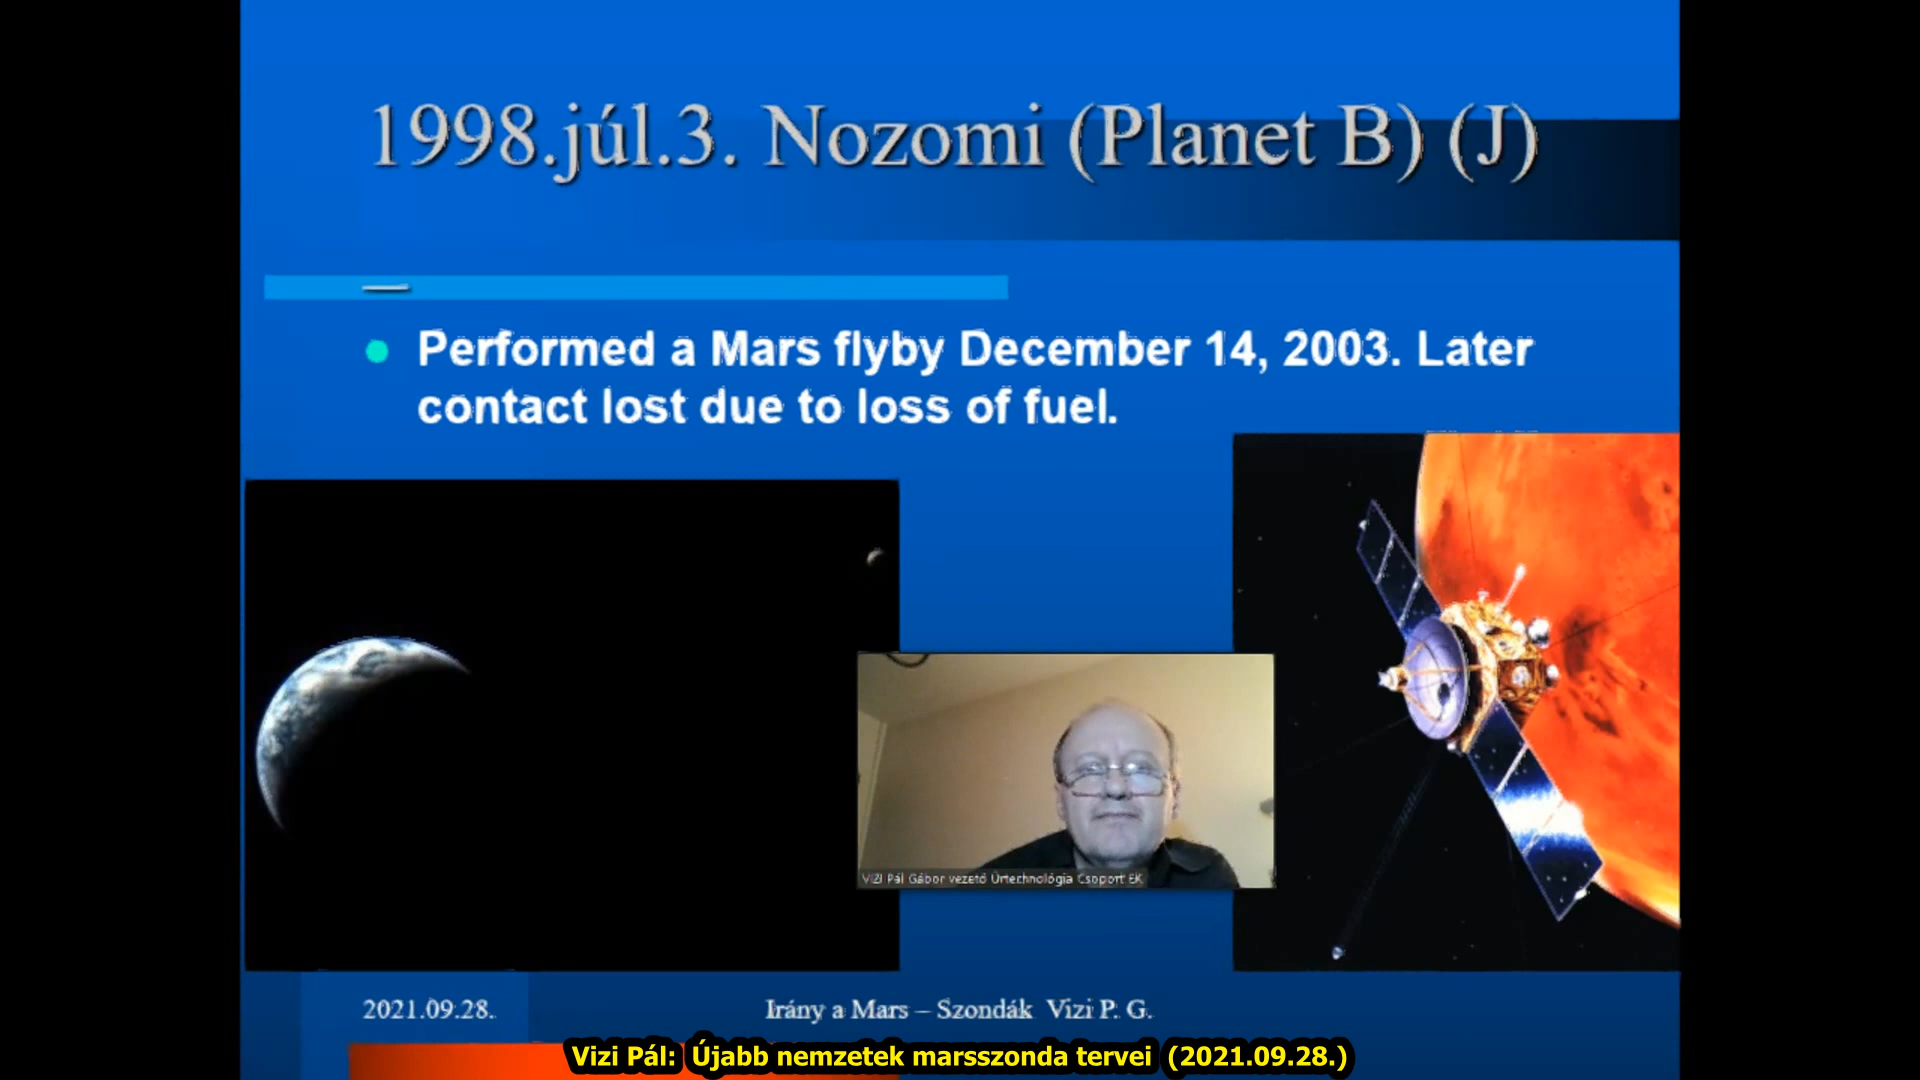 1998.júl.3. Nozomi (Planet B) (J)
Performed a Mars flyby December 14, 2003. Later
contact lost due to loss of fuel.
VIZI Pál Gábor vezető Űrtechnológia Csoport EK
2021.09.28.
Irány a Mars – Szondák Vizi P. G.
Vizi Pál: Újabb nemzetek marsszonda tervei (2021.09.28.)